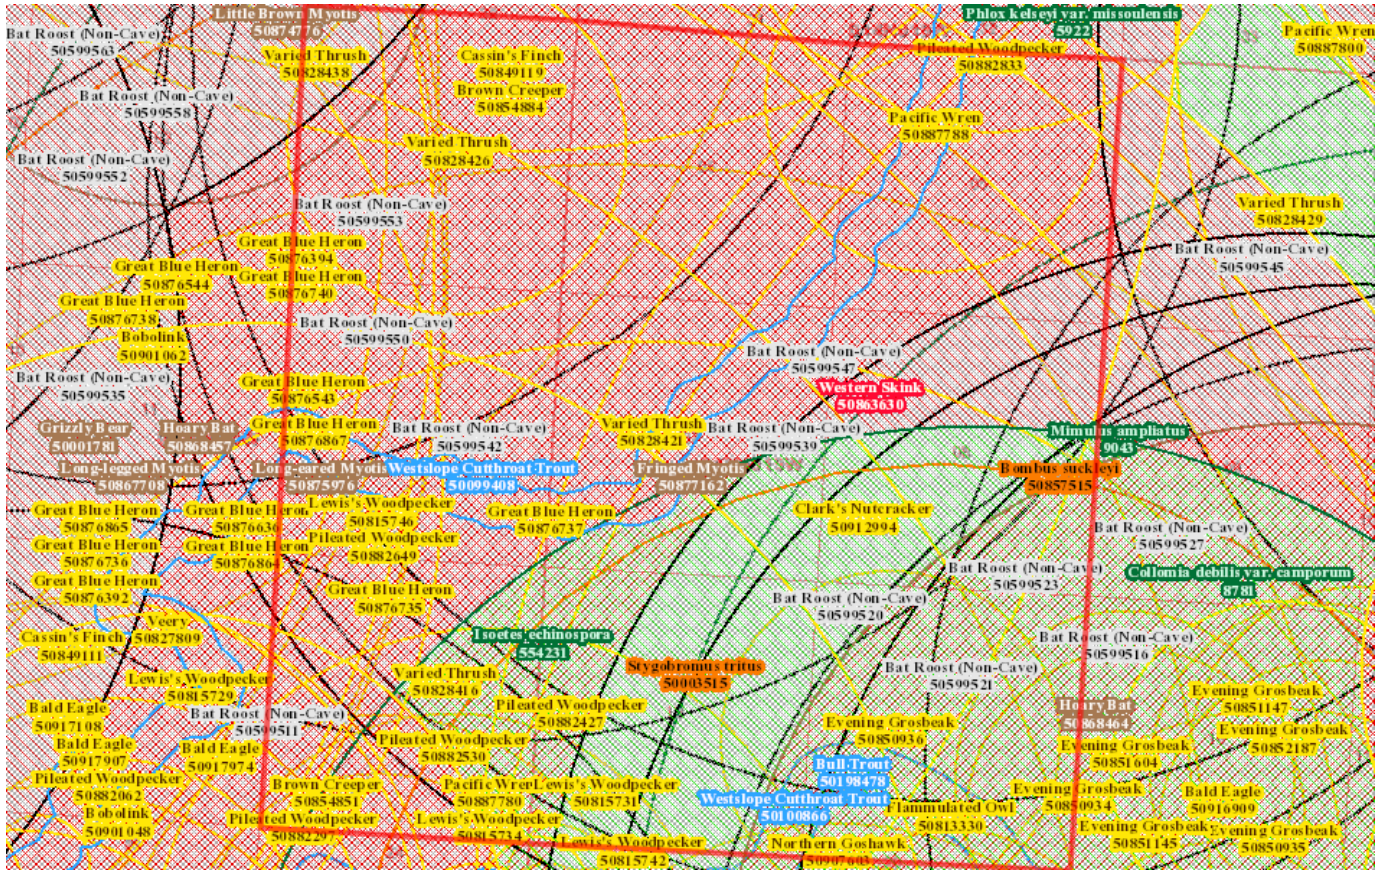 Little Brown Myotis
50874776
Phlox kelseyi var. missoulensis
5922
Bat Roost (Non-Cave)
50599563
Varied Thrush
50828438
Cassin's Finch
50849119
Pileated Woodpecker
50882833
Pacific Wren
50887800
Bat Roost (Non-Cave)
50599558
Brown Creeper
50854884
Pacific Wren
50887788
Bat Roost (Non-Cave)
50599552
Varied Thrush
50828426
Bat Roost (Non-Cave)
50599553
Varied Thrush
50828429
Great Blue Heron
50876394
Bat Roost (Non-Cave)
50599545
Great Blue Heron
50876544
Great Blue Heron
50876740
Great Blue Heron
50876738
Bat Roost (Non-Cave)
50599550
Bobolink
50901062
Bat Roost (Non-Cave)
50599547
Bat Roost (Non-Cave)
50599535
Great Blue Heron
50876543
Western Skink
50863630
Grizzly Bear
50001781
Hoary Bat
50868457
Great Blue Heron
50876867
Bat Roost (Non-Cave)
50599542
Varied Thrush
50828421
Bat Roost (Non-Cave)
50599539
Mimulus ampliatus
9043
Long-legged Myotis
50867708
Long-eared Myotis
50875976
Westslope Cutthroat Trout
50099408
Fringed Myotis
50877162
Bombus suckleyi
50857515
Great Blue Heron
50876865
Great Blue Heron
50876636
Lewis's Woodpecker
50815746
Great Blue Heron
50876737
Clark's Nutcracker
50912994
Bat Roost (Non-Cave)
50599527
Great Blue Heron
50876736
Great Blue Heron
50876864
Pileated Woodpecker
50882649
Bat Roost (Non-Cave)
50599523
Collomia debilis var. camporum
8781
Great Blue Heron
50876392
Great Blue Heron
50876735
Bat Roost (Non-Cave)
50599520
Veery
50827809
Cassin's Finch
50849111
Isoetes echinospora
554231
Bat Roost (Non-Cave)
50599516
Lewis's Woodpecker
50815729
Varied Thrush
50828416
Stygobromus tritus
50003515
Bat Roost (Non-Cave)
50599521
Bald Eagle
50917108
Bat Roost (Non-Cave)
50599511
Pileated Woodpecker
50882427
Hoary Bat
50868464
Evening Grosbeak
50851147
Bald Eagle
50917907
Bald Eagle
50917974
Pileated Woodpecker
50882530
Evening Grosbeak
50850936
Evening Grosbeak
50851604
Evening Grosbeak
50852187
Pileated Woodpecker
50882062
Brown Creeper
50854851
Pacific Wren
50887780
Lewis's Woodpecker
50815731
Bull Trout
50198478
Evening Grosbeak
50850934
Bald Eagle
50916909
Bobolink
50901048
Pileated Woodpecker
50882297
Lewis's Woodpecker
50815734
Westslope Cutthroat Trout
50100866
Flammulated Owl
50813330
Evening Grosbeak
50851145
Evening Grosbeak
50850935
Lewis's Woodpecker
50815742
Northern Goshawk
50907603